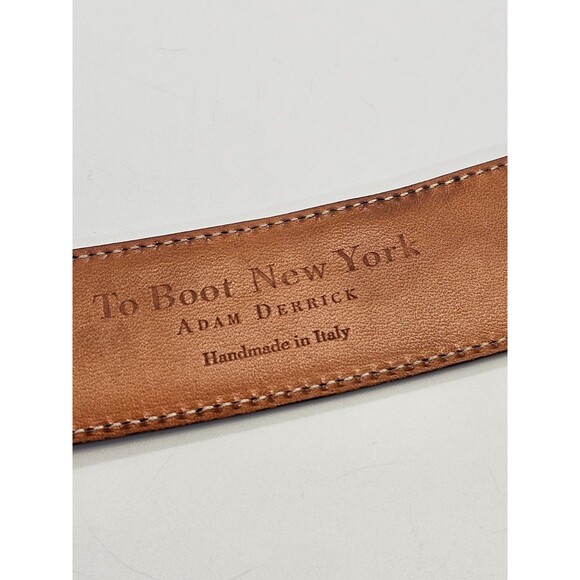 To Boot New York
ADAM DERRICK
Handmade in Italy